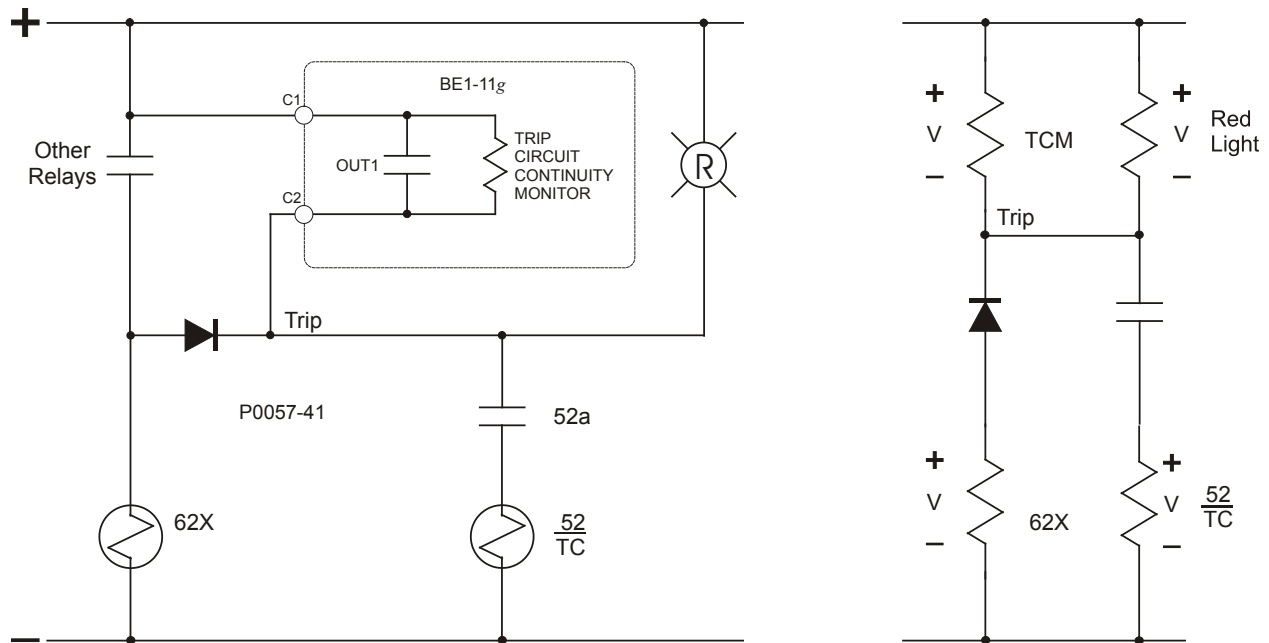 +
BE1-11g
C1
Other
Relays
OUT1
TRIP
CIRCUIT
CONTINUITY
MONITOR
C2
R
Trip
P0057-41
52a
62X
52
TC
−
+
V
−
TCM
+
V
−
Red
Light
Trip
+
V
−
62X
+
V
−
52
TC